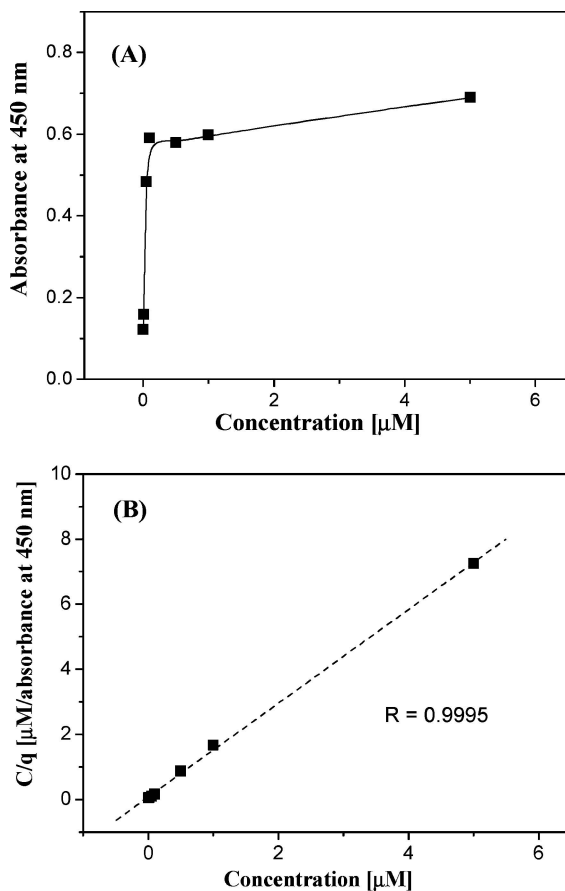 (A)
Absorbance at 450 nm
0.8
0.6
0.4
0.2
0.0
0 2 4 6
Concentration [μM]
(B)
C/q [μM/absorbance at 450 nm]
10
8
6
4
2
0
R = 0.9995
0 2 4 6
Concentration [μM]